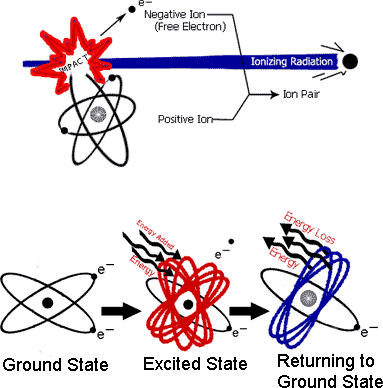 e−
Negative Ion
(Free Electron)
IMPACT
Ionizing Radiation
Ion Pair
Positive Ion
Energy Added
Energy
e−
e−
e−
e−
Energy Loss
Energy
e−
Ground State
Excited State
Returning to
Ground State